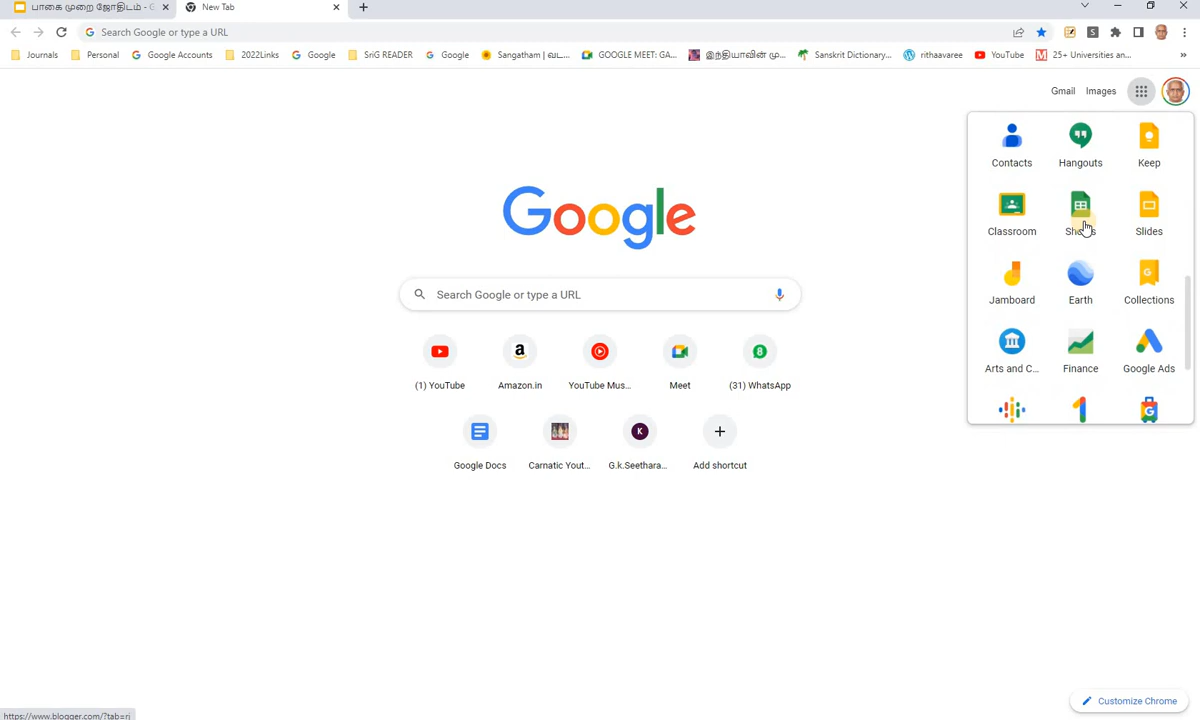 பாகை முறை ஜோதிடம் - G
New Tab
Search Google or type a URL
Journals
Personal
Google Accounts
2022Links
Google
SriG READER
Google
Sangatham | வட...
GOOGLE MEET: GA...
இந்தியாவின் மு...
Sanskrit Dictionary...
rithaavaree
YouTube
25+ Universities an...
Gmail
Images
Contacts
Hangouts
Keep
Classroom
Slides
Jamboard
Earth
Collections
Arts and C...
Finance
Google Ads
Google
Search Google or type a URL
(1) YouTube
Amazon.in
YouTube Mus...
Meet
(31) WhatsApp
Google Docs
Carnatic Yout...
G.k.Seethara...
Add shortcut
Customize Chrome
https://www.blogger.com/?tab=rj